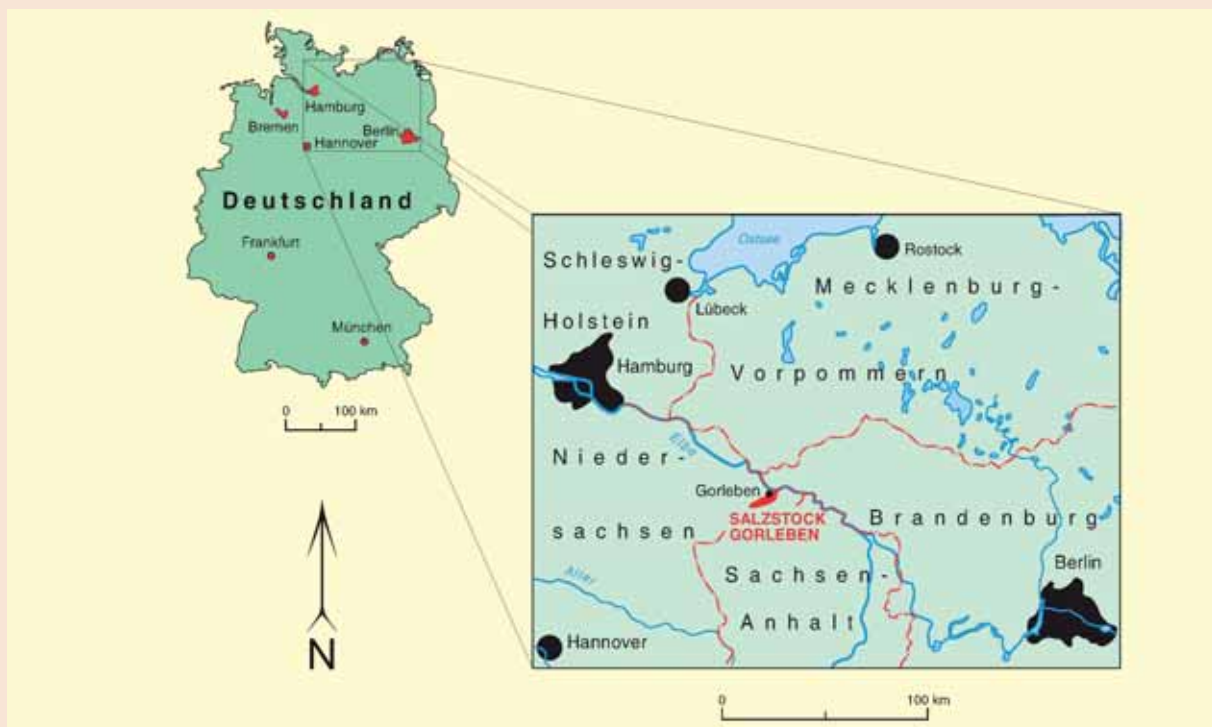 Hamburg
Bremen
Berlin
Hannover
Deutschland
Frankfurt
München
0 100 km
N
Ostsee
Rostock
Schleswig-
Holstein
Lübeck
Mecklenburg-
Vorpommern
Hamburg
Elbe
Nieder-
sachsen
Gorleben
SALZSTOCK
GORLEBEN
Brandenburg
Sachsen-
Anhalt
Berlin
Aller
Hannover
0 100 km